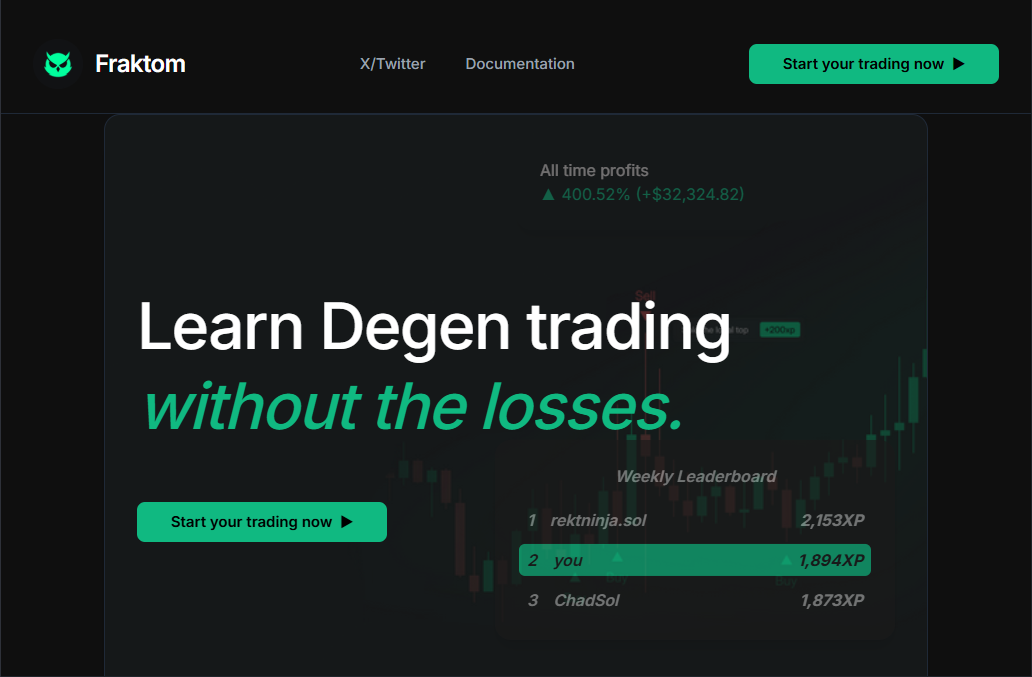 Fraktom
X/Twitter
Documentation
Start your trading now
All time profits
▲ 400.52% (+$32,324.82)
Sell
top
+200xp
Learn Degen trading
without the losses.
Weekly Leaderboard
Start your trading now
1 rektninja.sol 2,153XP
2 you 1,894XP
3 ChadSol 1,873XP
Buy
Buy